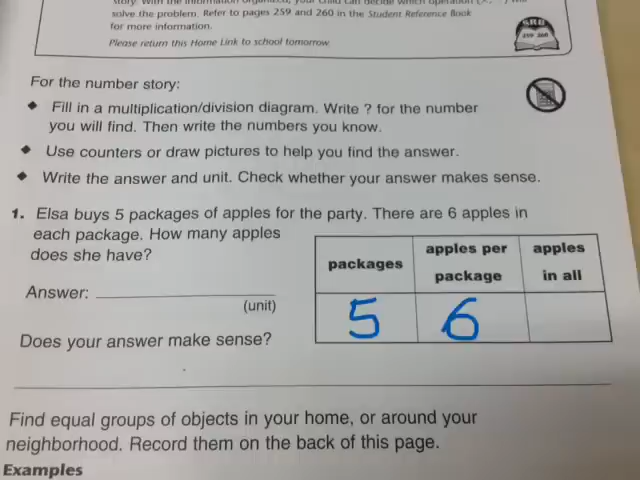 solve the problem. Refer to pages 259 and 260 in the Student Reference Book
for more information.
Please return this Home Link to school tomorrow.
SRB
259 260
For the number story:
◆ Fill in a multiplication/division diagram. Write ? for the number
you will find. Then write the numbers you know.
◆ Use counters or draw pictures to help you find the answer.
◆ Write the answer and unit. Check whether your answer makes sense.
1. Elsa buys 5 packages of apples for the party. There are 6 apples in
each package. How many apples
does she have?
Answer:
(unit)
Does your answer make sense?
packages apples per package apples in all
5 6
Find equal groups of objects in your home, or around your
neighborhood. Record them on the back of this page.
Examples